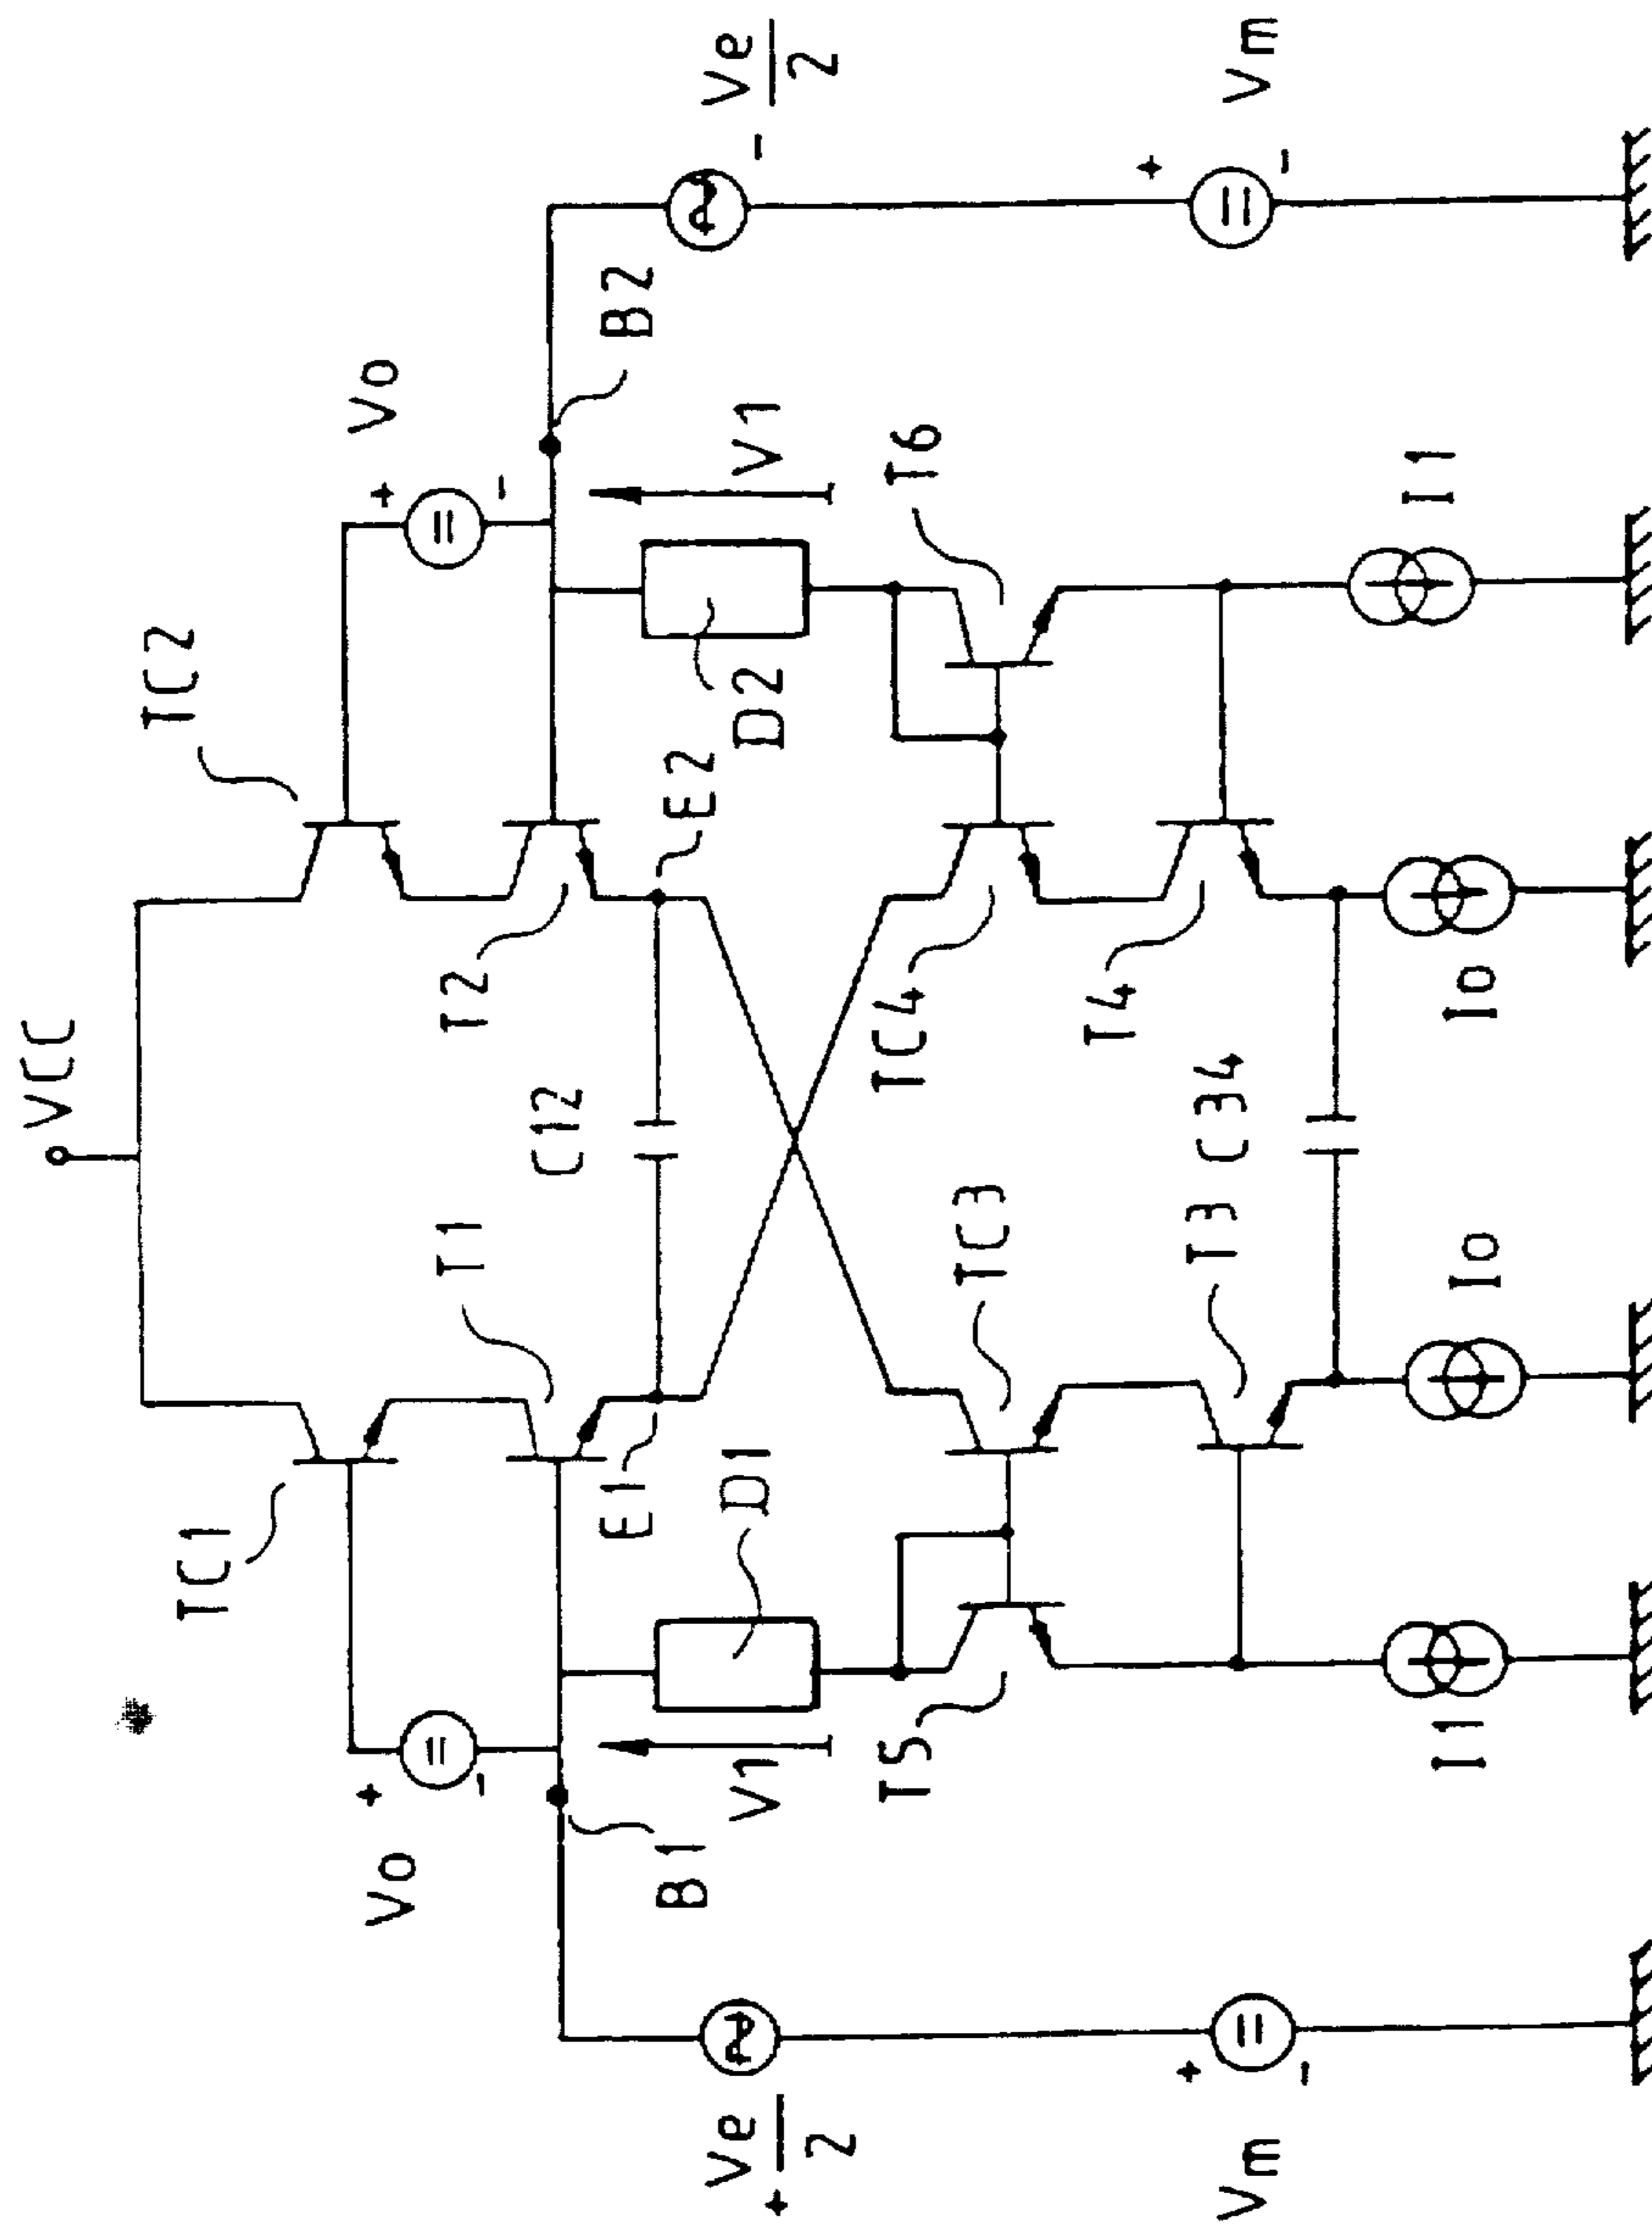 VCC
TC1
TC2
Vo
Vo
T1
T2
C12
B1
B2
E1
E2
+ Ve/2
- Ve/2
V1
D1
D2
V1
T5
TC3
TC4
T6
T3
C34
T4
Vm
+
-
Vm
+
-
+
-
+
-
I1
Io
Io
I1